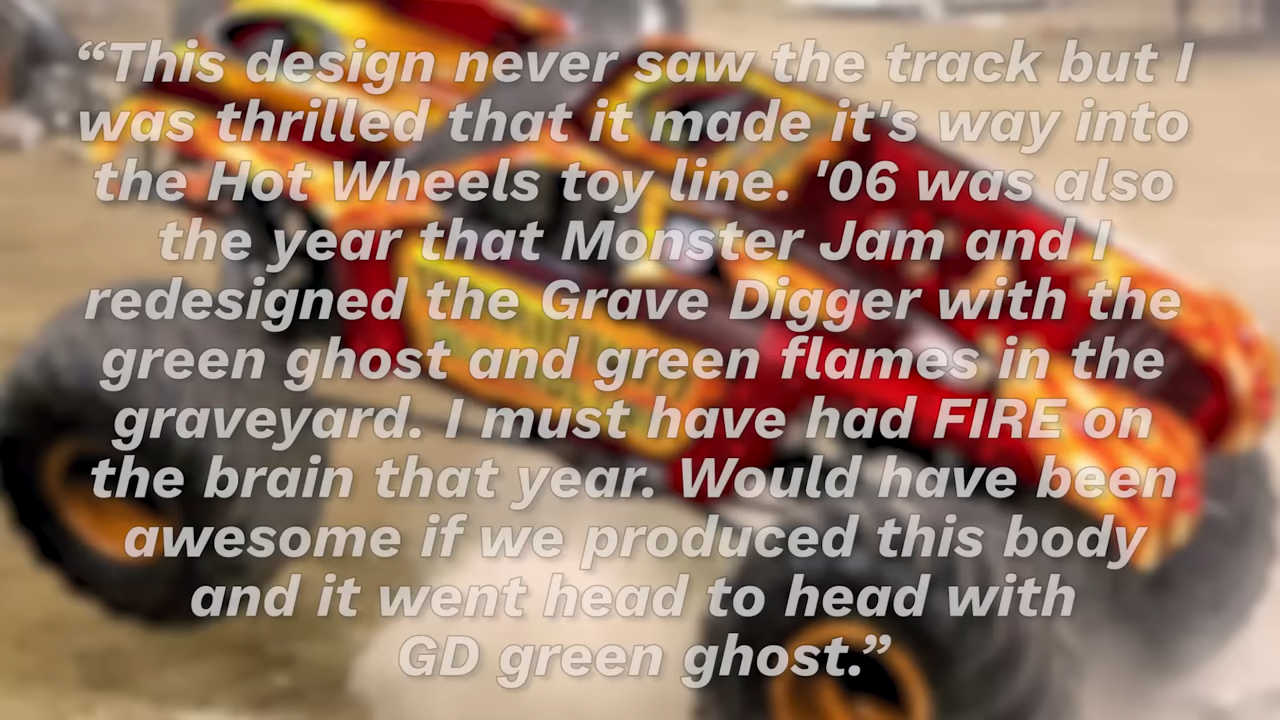 “This design never saw the track but I
was thrilled that it made it's way into
the Hot Wheels toy line. '06 was also
the year that Monster Jam and I
redesigned the Grave Digger with the
green ghost and green flames in the
graveyard. I must have had FIRE on
the brain that year. Would have been
awesome if we produced this body
and it went head to head with
GD green ghost.”